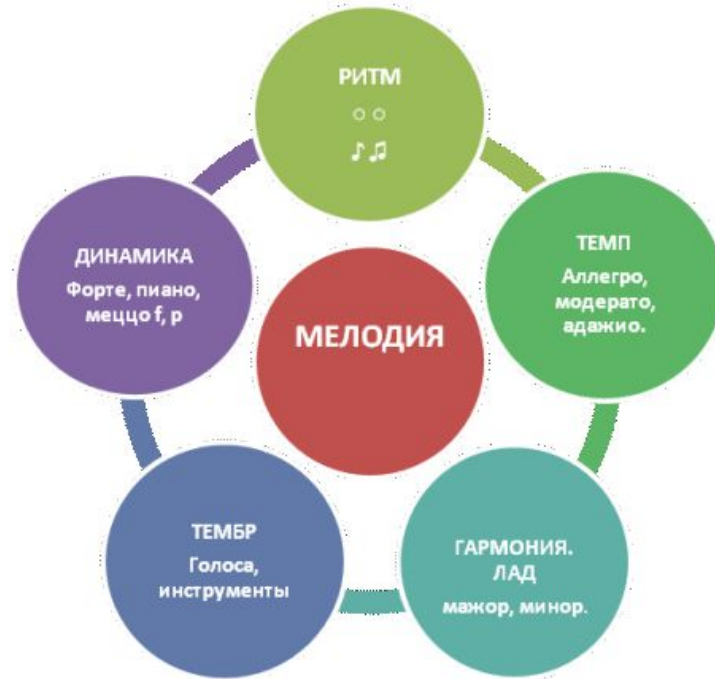 РИТМ
○ ○
♪♫
ТЕМП
Аллегро,
модерато,
адажио.
ГАРМОНИЯ.
ЛАД
мажор, минор.
ТЕМБР
Голоса,
инструменты
ДИНАМИКА
Форте, пиано,
меццо f, p
МЕЛОДИЯ